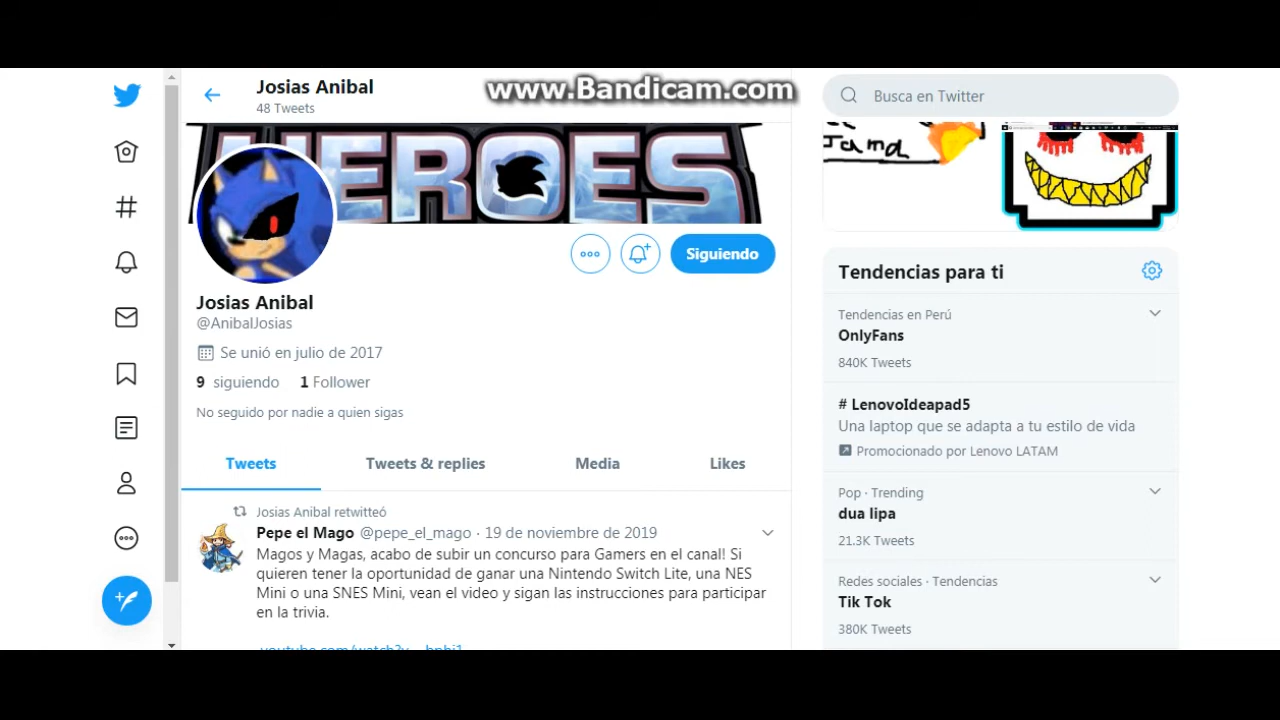 www.Bandicam.com
Josias Anibal
48 Tweets
HEROES
Siguiendo
Josias Anibal
@AnibalJosias
Se unió en julio de 2017
9 siguiendo 1 Follower
No seguido por nadie a quien sigas
Tweets Tweets & replies Media Likes
Josias Anibal retwitteó
Pepe el Mago @pepe_el_mago · 19 de noviembre de 2019
Magos y Magas, acabo de subir un concurso para Gamers en el canal! Si
quieren tener la oportunidad de ganar una Nintendo Switch Lite, una NES
Mini o una SNES Mini, vean el video y sigan las instrucciones para participar
en la trivia.
Busca en Twitter
Jama
Tendencias para ti
Tendencias en Perú
OnlyFans
840K Tweets
# LenovoIdeapad5
Una laptop que se adapta a tu estilo de vida
Promocionado por Lenovo LATAM
Pop · Trending
dua lipa
21.3K Tweets
Redes sociales · Tendencias
Tik Tok
380K Tweets